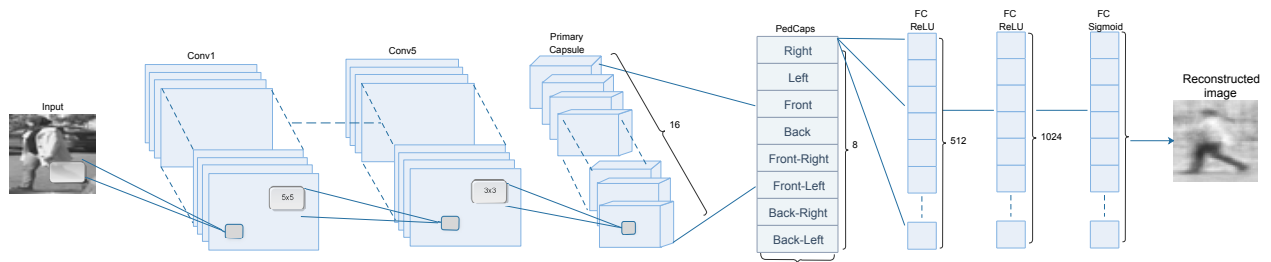 Input
Conv1
5x5
Conv5
3x3
Primary
Capsule
16
PedCaps
Right
Left
Front
Back
Front-Right
Front-Left
Back-Right
Back-Left
8
FC
ReLU
512
FC
ReLU
1024
FC
Sigmoid
Reconstructed
image